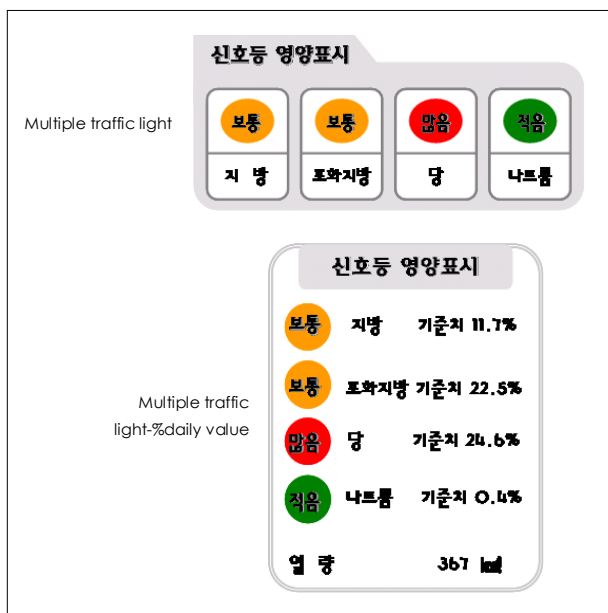 신호등 영양표시
Multiple traffic light
보통 보통 많음 적음
지 방 포화지방 당 나트륨
신호등 영양표시
보통 지방 기준치 11.7%
보통 포화지방 기준치 22.5%
Multiple traffic
light-%daily value
많음 당 기준치 24.6%
적음 나트륨 기준치 0.4%
열 량 367 kcal